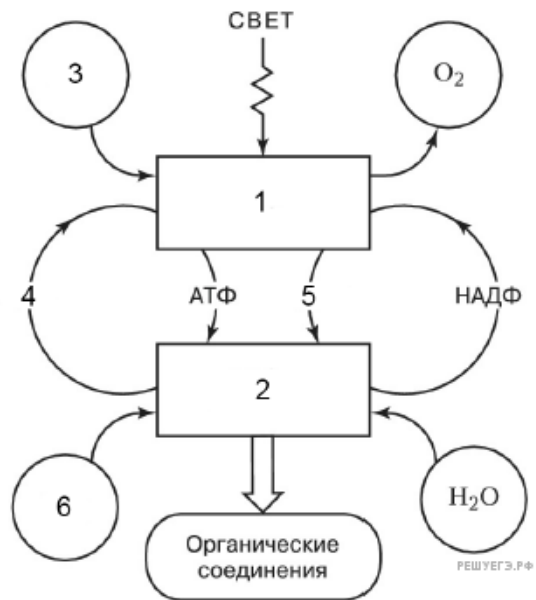 СВЕТ
3
O₂
1
4
АТФ
5
НАДФ
2
6
H₂O
Органические
соединения
РЕШУЕГЭ.РФ